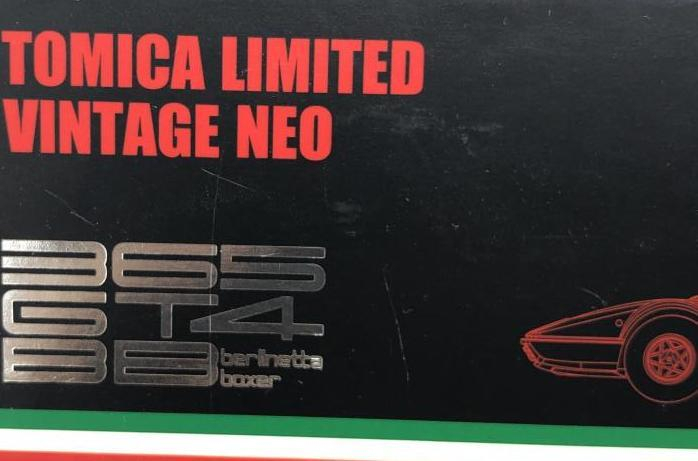 TOMICA LIMITED
VINTAGE NEO
365
GT4
BB berlinetta
boxer